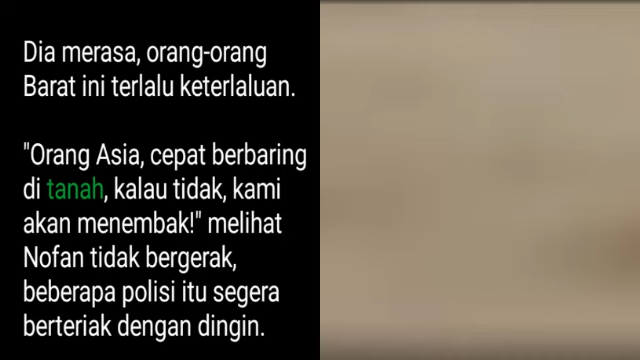 Dia merasa, orang-orang
Barat ini terlalu keterlaluan.
"Orang Asia, cepat berbaring
di tanah, kalau tidak, kami
akan menembak!" melihat
Nofan tidak bergerak,
beberapa polisi itu segera
berteriak dengan dingin.